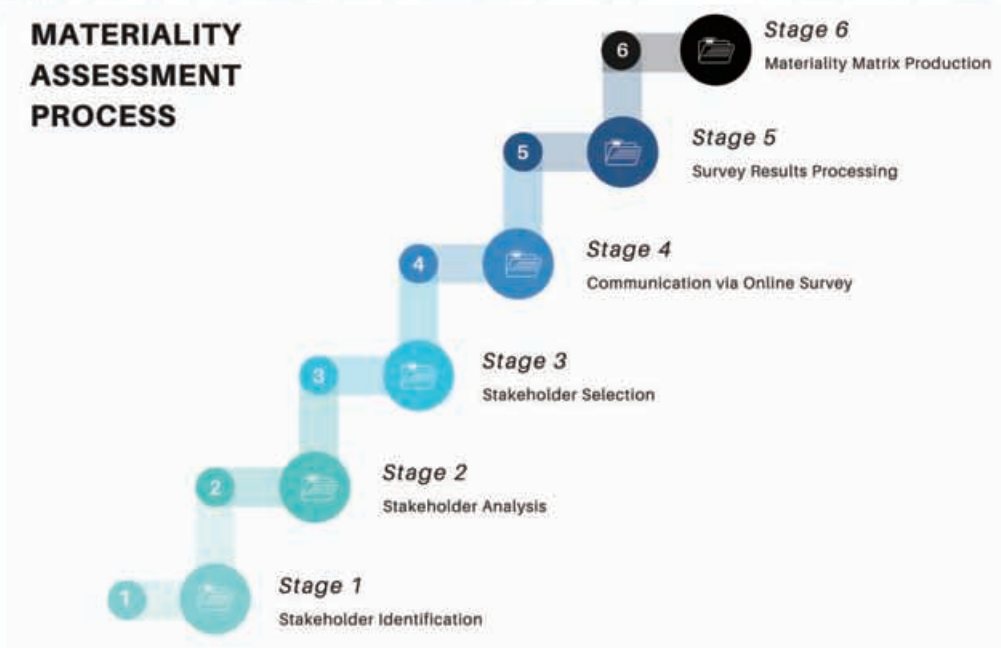 MATERIALITY
ASSESSMENT
PROCESS
6
Stage 6
Materiality Matrix Production
5
Stage 5
Survey Results Processing
4
Stage 4
Communication via Online Survey
3
Stage 3
Stakeholder Selection
2
Stage 2
Stakeholder Analysis
1
Stage 1
Stakeholder Identification